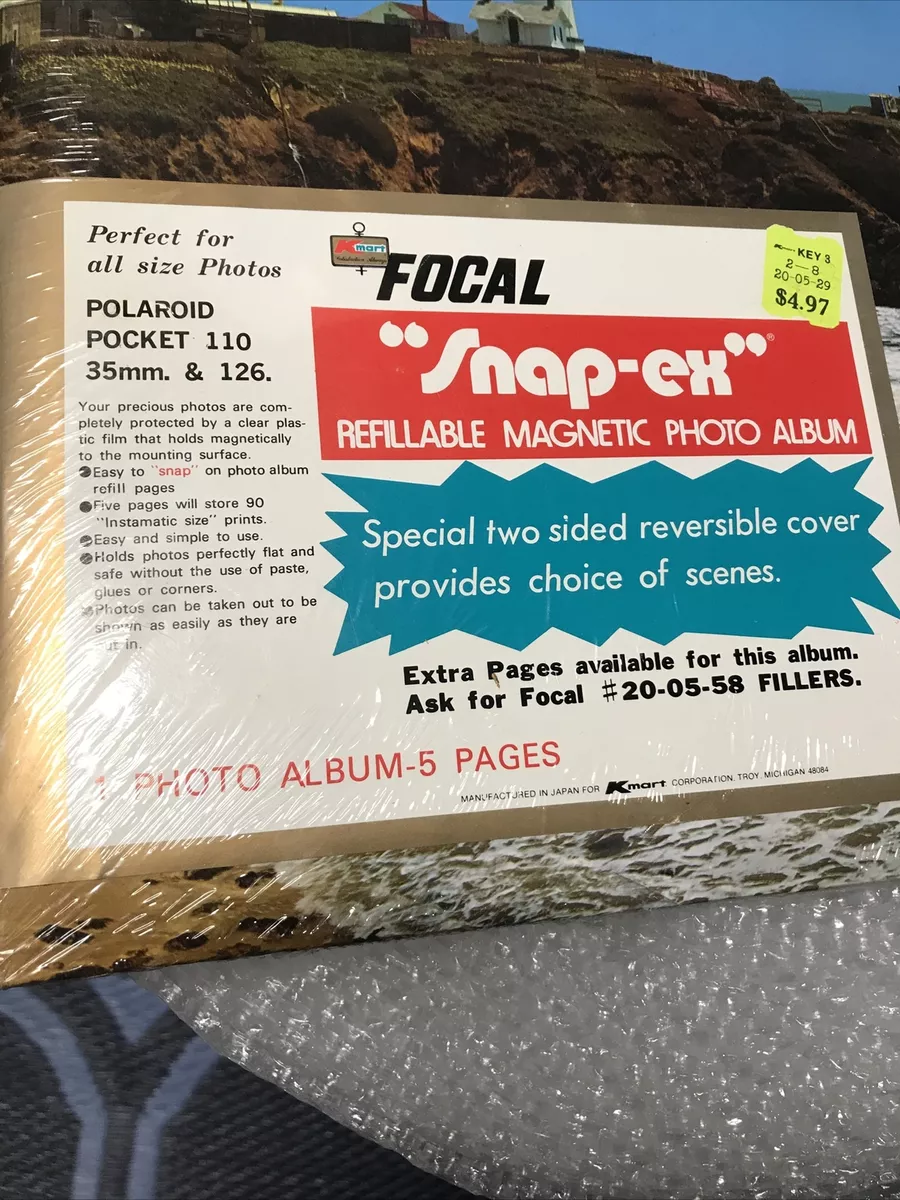 Perfect for
all size Photos
POLAROID
POCKET 110
35mm. & 126.
Your precious photos are com-
pletely protected by a clear plas-
tic film that holds magnetically
to the mounting surface.
Easy to "snap" on photo album
refill pages
Five pages will store 90
"Instamatic size" prints.
Easy and simple to use.
Holds photos perfectly flat and
safe without the use of paste,
glues or corners.
Photos can be taken out to be
shown as easily as they are
put in.
Kmart
Satisfaction Always
FOCAL
KEY 3
2—8
20-05-29
$4.97
"Snap-ex"®
REFILLABLE MAGNETIC PHOTO ALBUM
Special two sided reversible cover
provides choice of scenes.
Extra Pages available for this album.
Ask for Focal #20-05-58 FILLERS.
1 PHOTO ALBUM-5 PAGES
MANUFACTURED IN JAPAN FOR Kmart CORPORATION, TROY, MICHIGAN 48084